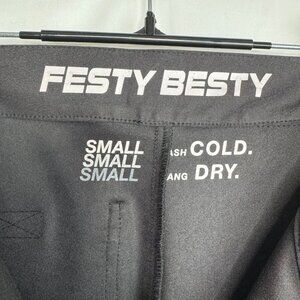 FESTY BESTY
SMALL
SMALL
SMALL
ASH COLD.
ANG DRY.